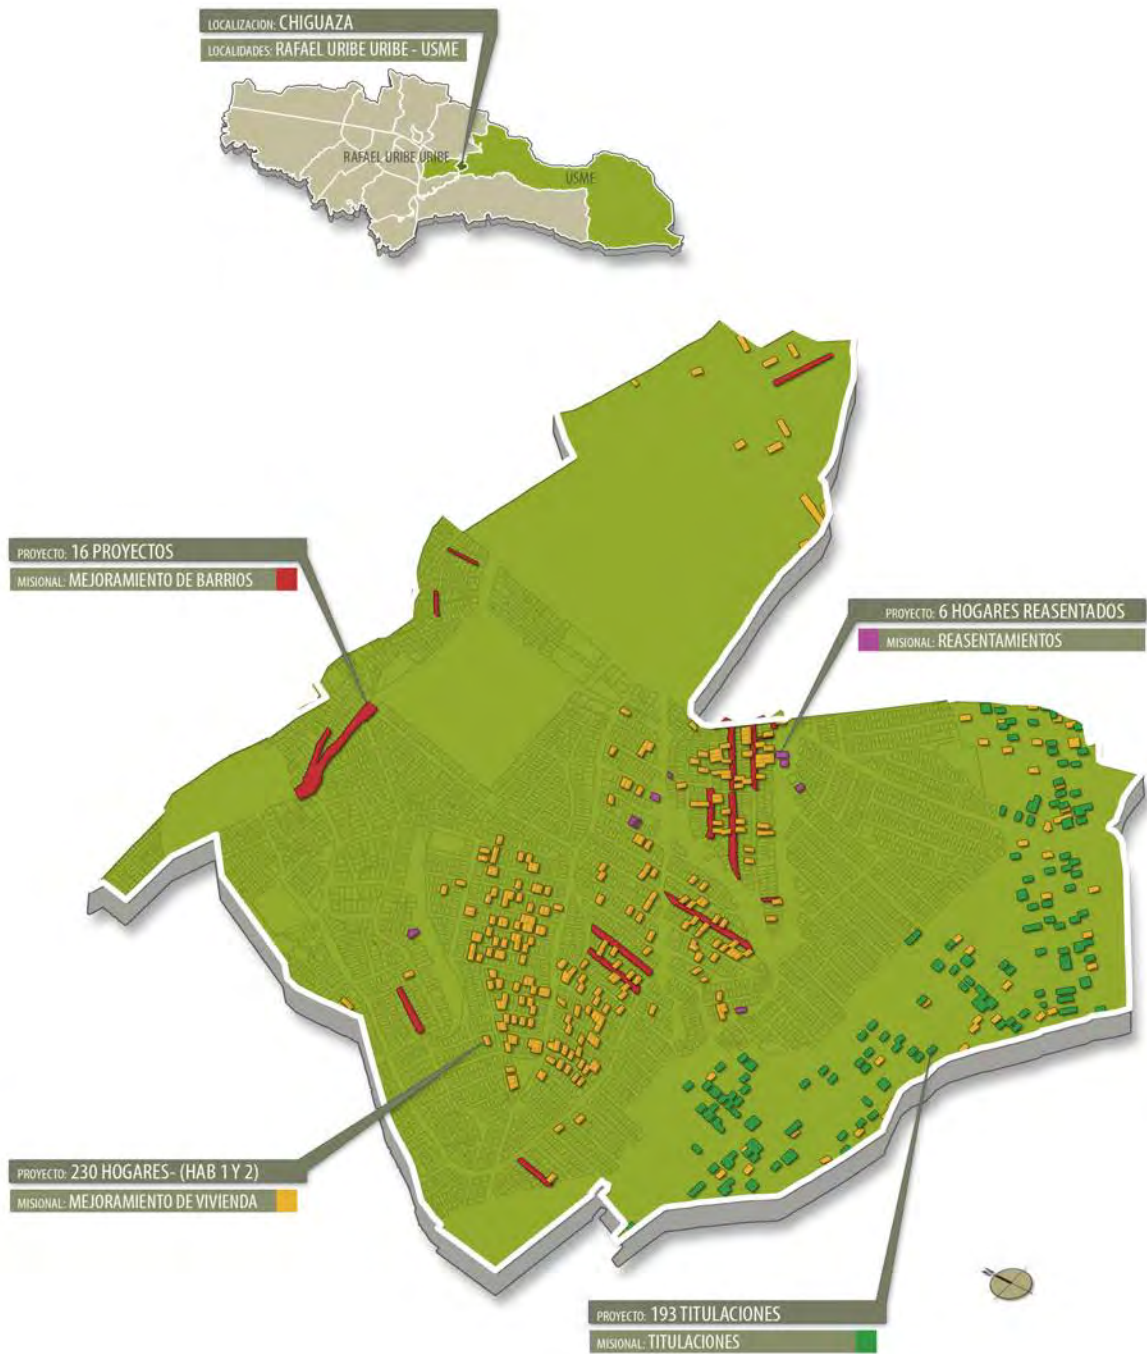 LOCALIZACIÓN: CHIGUAZA
LOCALIDADES: RAFAEL URIBE URIBE - USME
RAFAEL URIBE URIBE
USME
PROYECTO: 16 PROYECTOS
MISIONAL: MEJORAMIENTO DE BARRIOS
PROYECTO: 6 HOGARES REASENTADOS
MISIONAL: REASENTAMIENTOS
PROYECTO: 230 HOGARES- (HAB 1 Y 2)
MISIONAL: MEJORAMIENTO DE VIVIENDA
N
PROYECTO: 193 TITULACIONES
MISIONAL: TITULACIONES